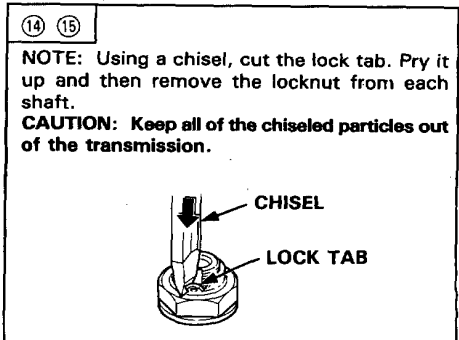 ⑭ ⑮
NOTE: Using a chisel, cut the lock tab. Pry it
up and then remove the locknut from each
shaft.
CAUTION: Keep all of the chiseled particles out
of the transmission.
CHISEL
LOCK TAB